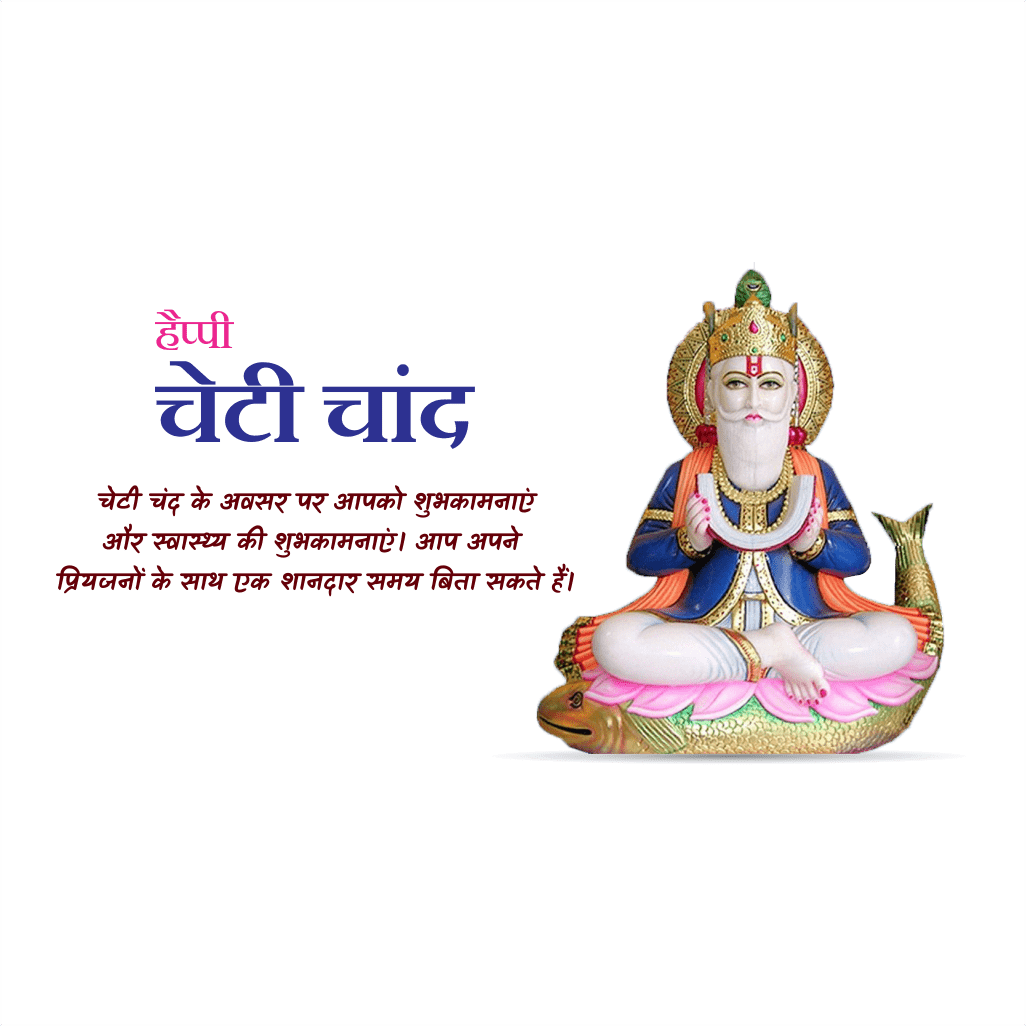 हैप्पी
चेटी चांद
चेटी चंद के अवसर पर आपको शुभकामनाएं
और स्वास्थ्य की शुभकामनाएं। आप अपने
प्रियजनों के साथ एक शानदार समय बिता सकते हैं।